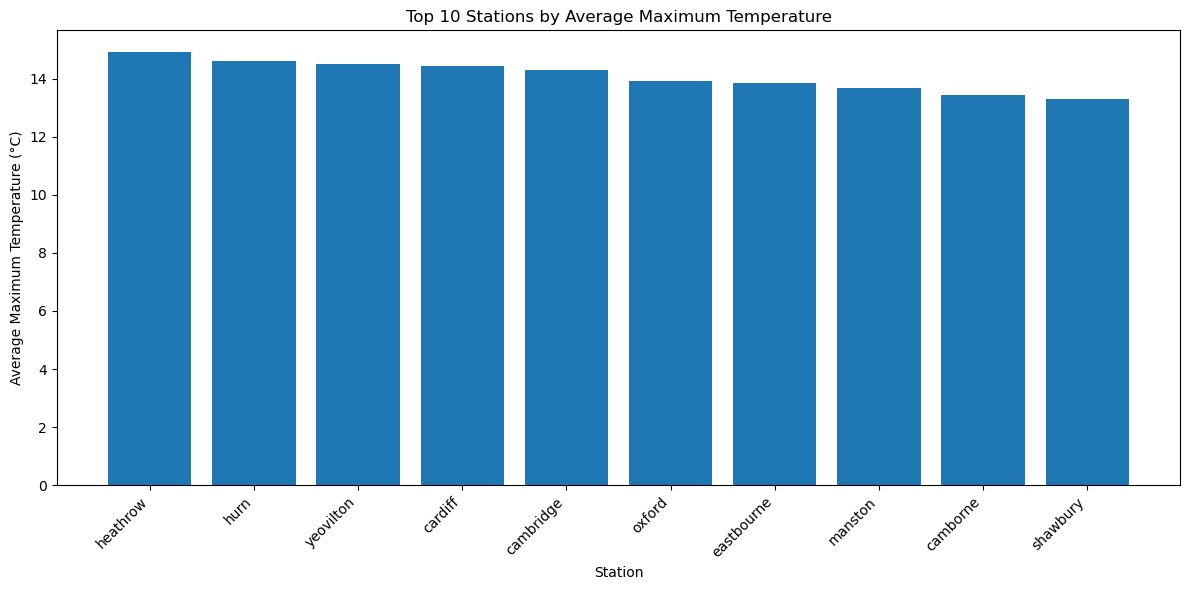 Top 10 Stations by Average Maximum Temperature
Average Maximum Temperature (°C)
14
12
10
8
6
4
2
0
heathrow
hurn
yeovilton
cardiff
cambridge
oxford
eastbourne
manston
camborne
shawbury
Station